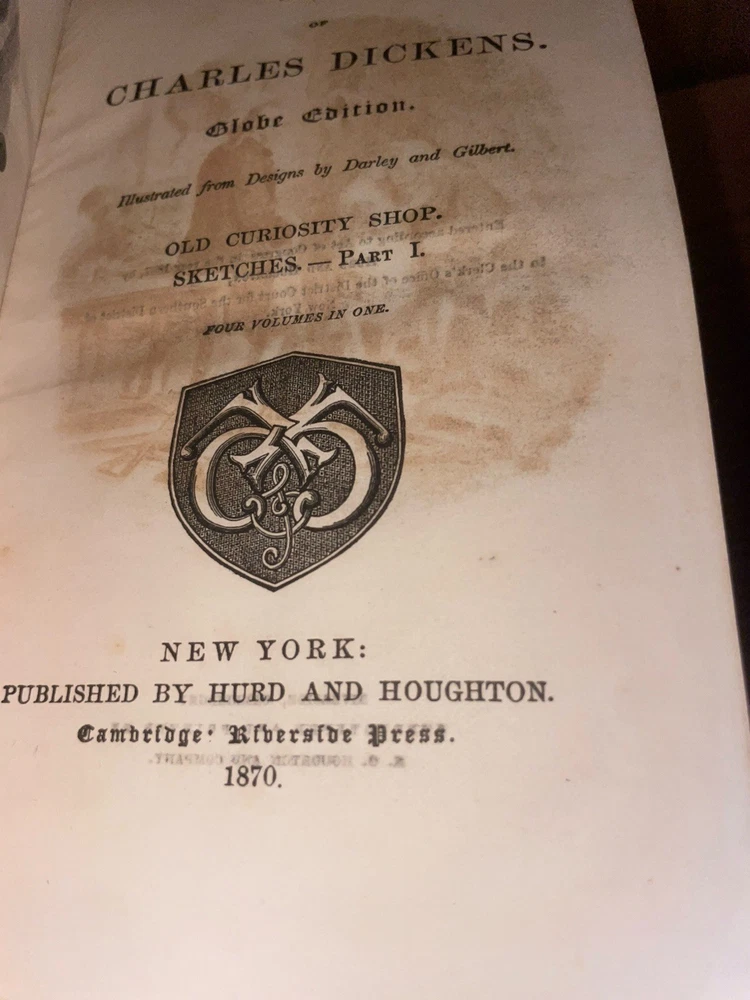 OF
CHARLES DICKENS.
Globe Edition.
Illustrated from Designs by Darley and Gilbert.
OLD CURIOSITY SHOP.
SKETCHES. — PART I.
FOUR VOLUMES IN ONE.
NEW YORK:
PUBLISHED BY HURD AND HOUGHTON.
Cambridge: Riverside Press.
1870.